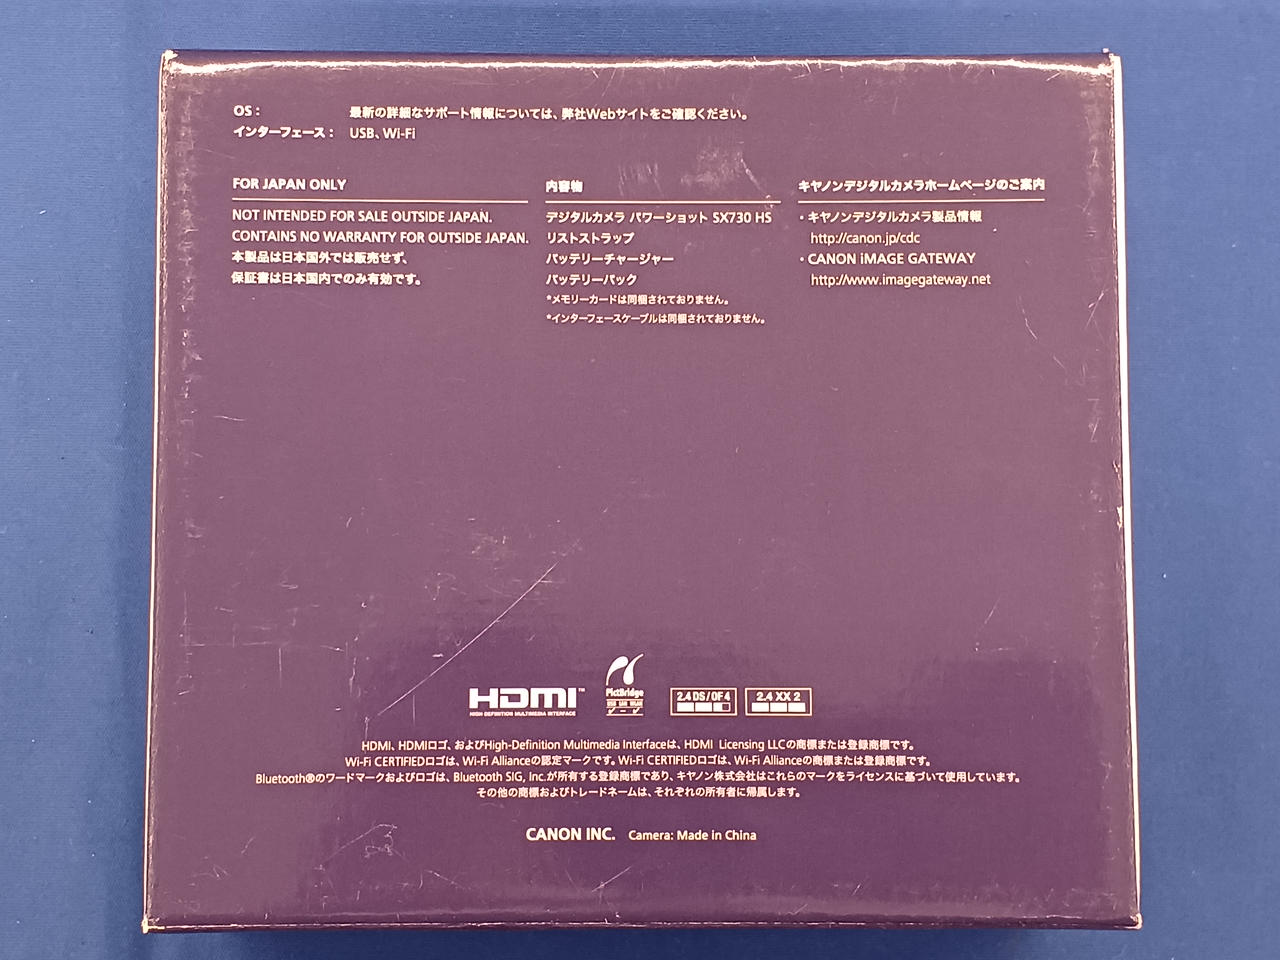 OS： 最新の詳細なサポート情報については、弊社Webサイトをご確認ください。
インターフェース： USB、Wi-Fi
FOR JAPAN ONLY
NOT INTENDED FOR SALE OUTSIDE JAPAN.
CONTAINS NO WARRANTY FOR OUTSIDE JAPAN.
本製品は日本国外では販売せず、
保証書は日本国内でのみ有効です。
内容物
デジタルカメラ パワーショット SX730 HS
リストストラップ
バッテリーチャージャー
バッテリーパック
*メモリーカードは同梱されておりません。
*インターフェースケーブルは同梱されておりません。
キヤノンデジタルカメラホームページのご案内
・キヤノンデジタルカメラ製品情報
http://canon.jp/cdc
・CANON iMAGE GATEWAY
http://www.imagegateway.net
HDMI™
HIGH DEFINITION MULTIMEDIA INTERFACE
PictBridge
USB LAN WLAN
2.4 DS/OF 4
2.4 XX 2
HDMI、HDMIロゴ、およびHigh-Definition Multimedia Interfaceは、HDMI Licensing LLCの商標または登録商標です。
Wi-Fi CERTIFIEDロゴは、Wi-Fi Allianceの認定マークです。Wi-Fi CERTIFIEDロゴは、Wi-Fi Allianceの商標または登録商標です。
Bluetooth®のワードマークおよびロゴは、Bluetooth SIG, Inc.が所有する登録商標であり、キヤノン株式会社はこれらのマークをライセンスに基づいて使用しています。
その他の商標およびトレードネームは、それぞれの所有者に帰属します。
CANON INC. Camera: Made in China